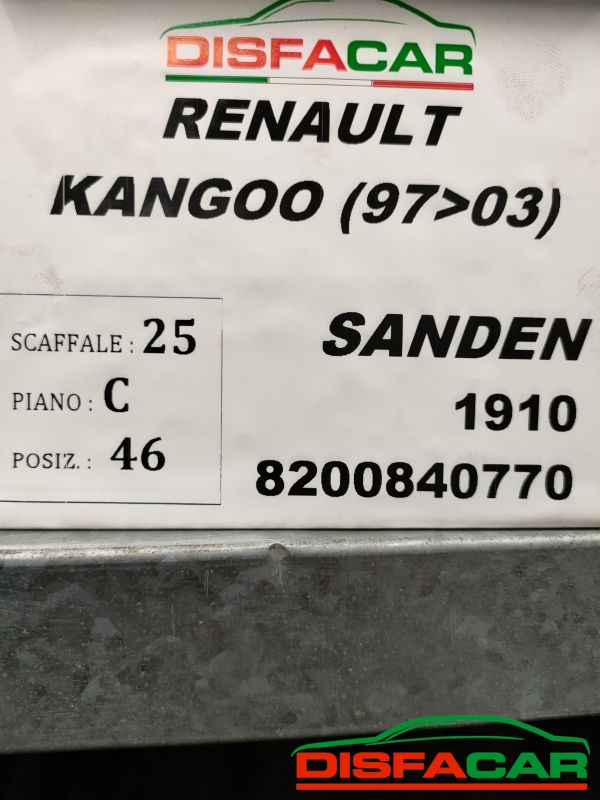 DISFACAR
RENAULT
KANGOO (97>03)
SCAFFALE : 25
PIANO : C
POSIZ. : 46
SANDEN
1910
8200840770
DISFACAR